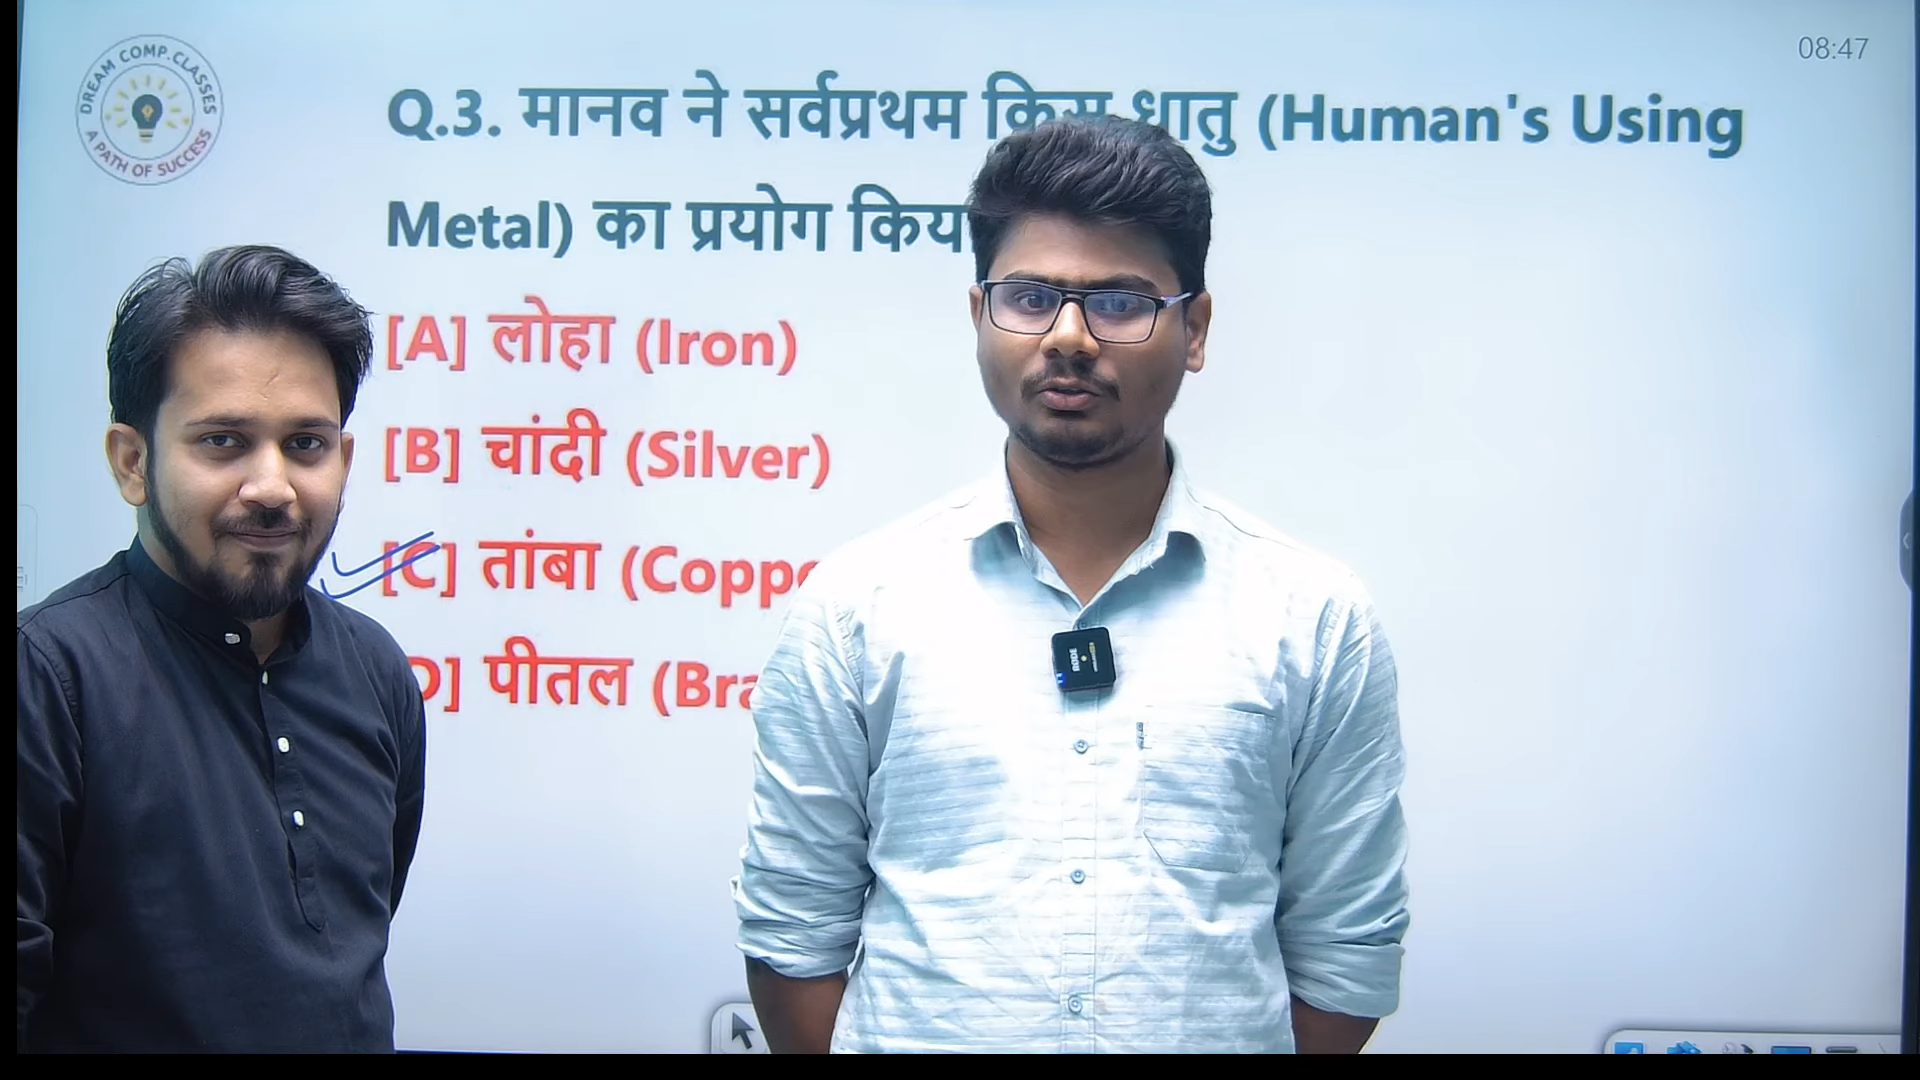 DREAM COMP.CLASSES
A PATH OF SUCCESS
08:47
Q.3. मानव ने सर्वप्रथम किस धातु (Human's Using
Metal) का प्रयोग
[A] लोहा (Iron)
[B] चांदी (Silver)
[C] तांबा
पीतल
RØDE